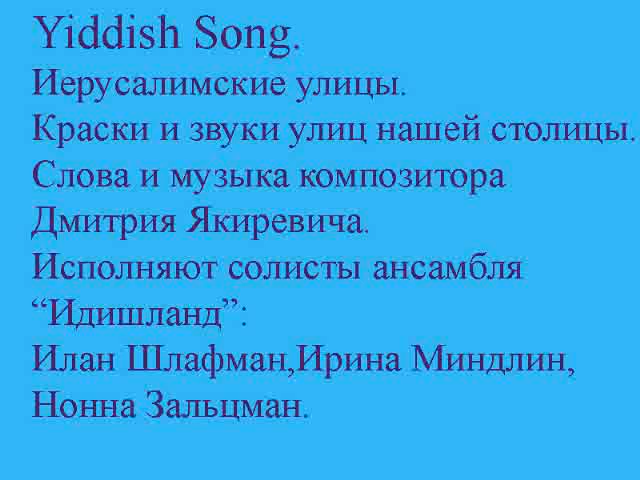 Yiddish Song.
Иерусалимские улицы.
Краски и звуки улиц нашей столицы.
Слова и музыка композитора
Дмитрия Якиревича.
Исполняют солисты ансамбля
“Идишланд”:
Илан Шлафман,Ирина Миндлин,
Нонна Зальцман.